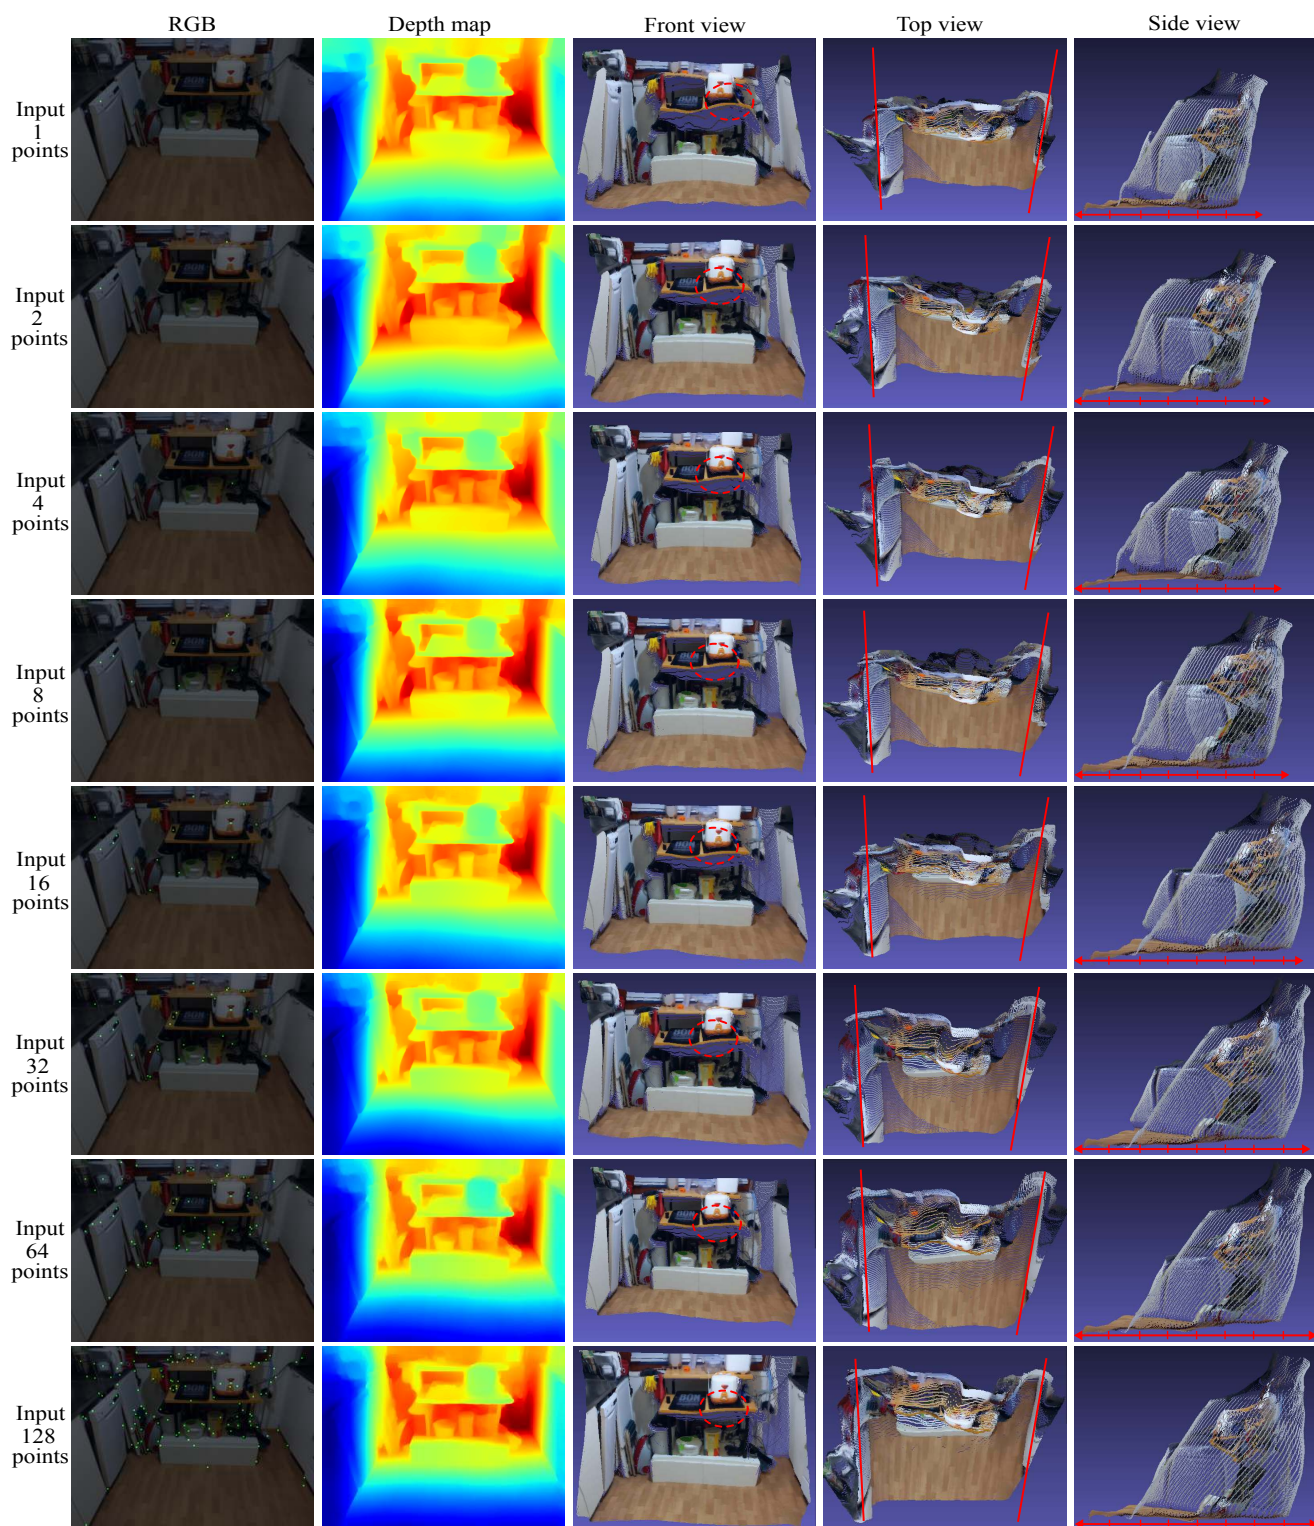 RGB Depth map Front view Top view Side view
Input
1
points
Input
2
points
Input
4
points
Input
8
points
Input
16
points
Input
32
points
Input
64
points
Input
128
points